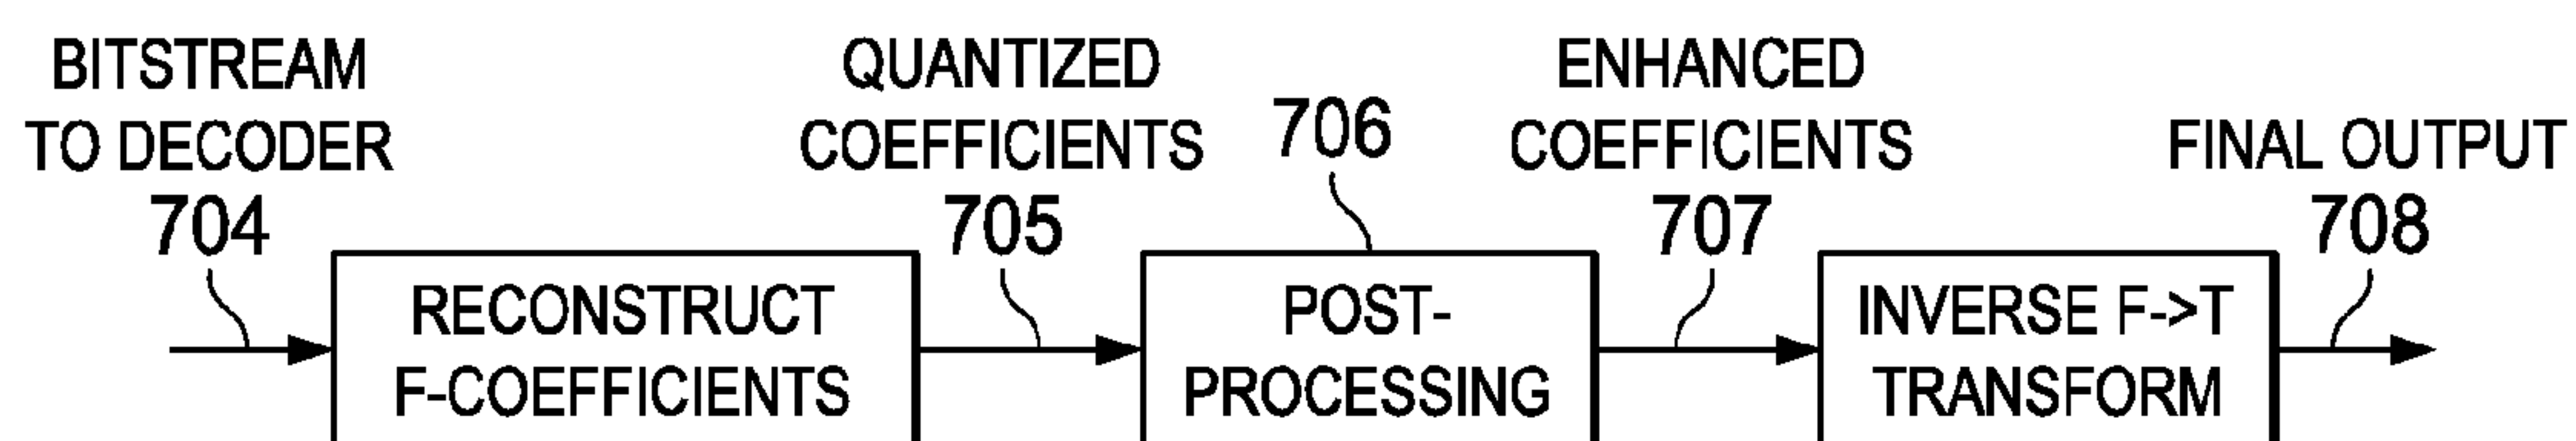 BITSTREAM
TO DECODER
704
QUANTIZED
COEFFICIENTS
705
706
ENHANCED
COEFFICIENTS
707
FINAL OUTPUT
708
RECONSTRUCT
F-COEFFICIENTS
POST-
PROCESSING
INVERSE F->T
TRANSFORM